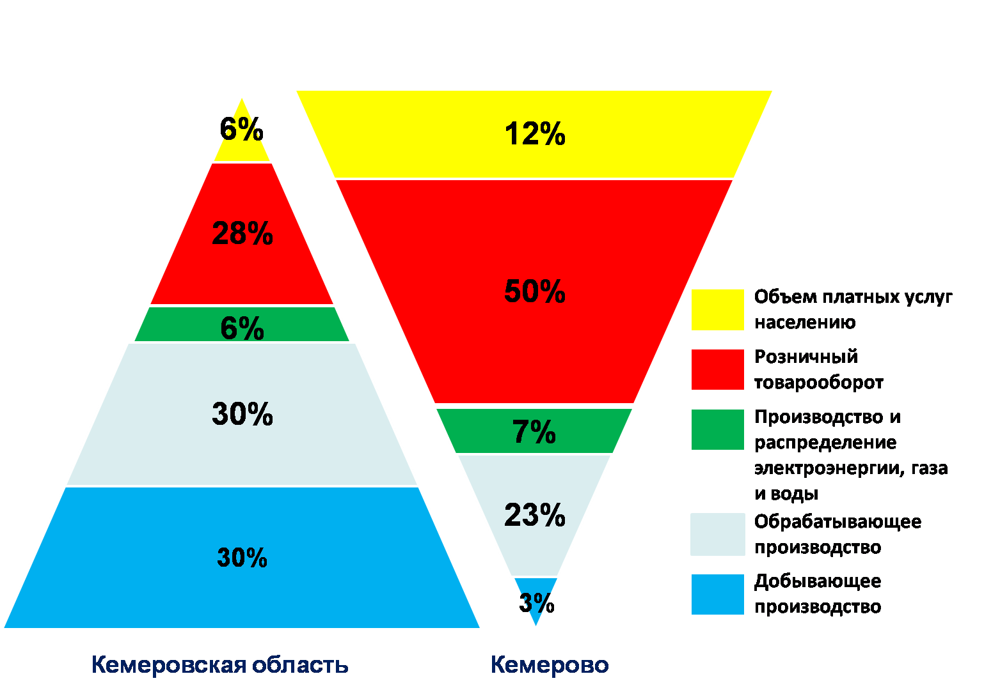 6%
28%
6%
30%
30%
12%
50%
7%
23%
3%
Объем платных услуг
населению
Розничный
товарооборот
Производство и
распределение
электроэнергии, газа
и воды
Обрабатывающее
производство
Добывающее
производство
Кемеровская область
Кемерово